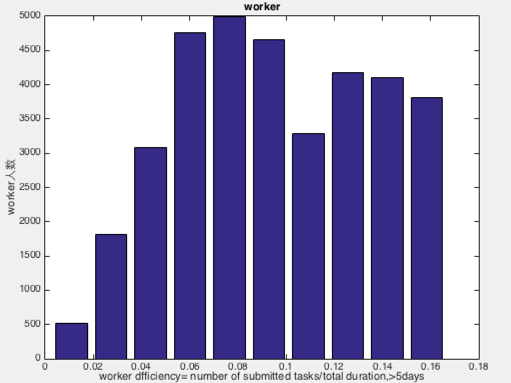 worker
5000
4500
4000
3500
3000
2500
2000
1500
1000
500
0
worker人数
0 0.02 0.04 0.06 0.08 0.1 0.12 0.14 0.16 0.18
worker dfficiency= number of submitted tasks/total duration,>5days